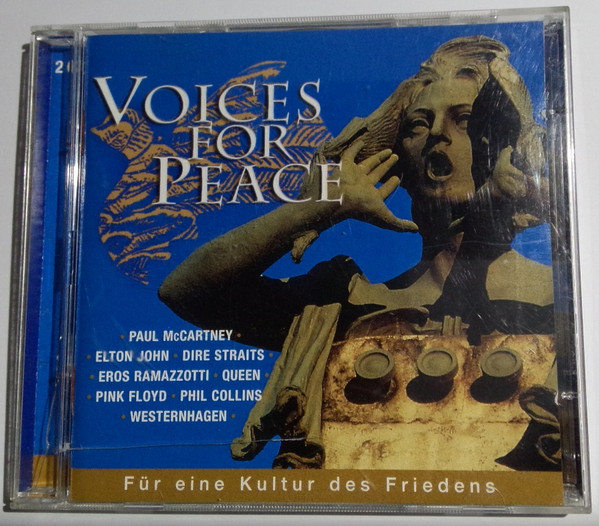 2
VOICES
FOR
PEACE
· PAUL McCARTNEY ·
· ELTON JOHN · DIRE STRAITS ·
· EROS RAMAZZOTTI · QUEEN ·
· PINK FLOYD · PHIL COLLINS
· WESTERNHAGEN ·
Für eine Kultur des Friedens